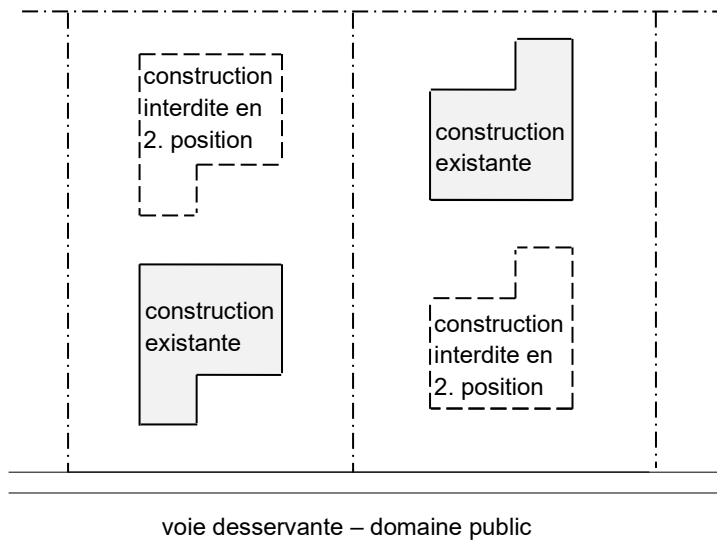 construction
interdite en
2. position
construction
existante
construction
existante
construction
interdite en
2. position
voie desservante – domaine public